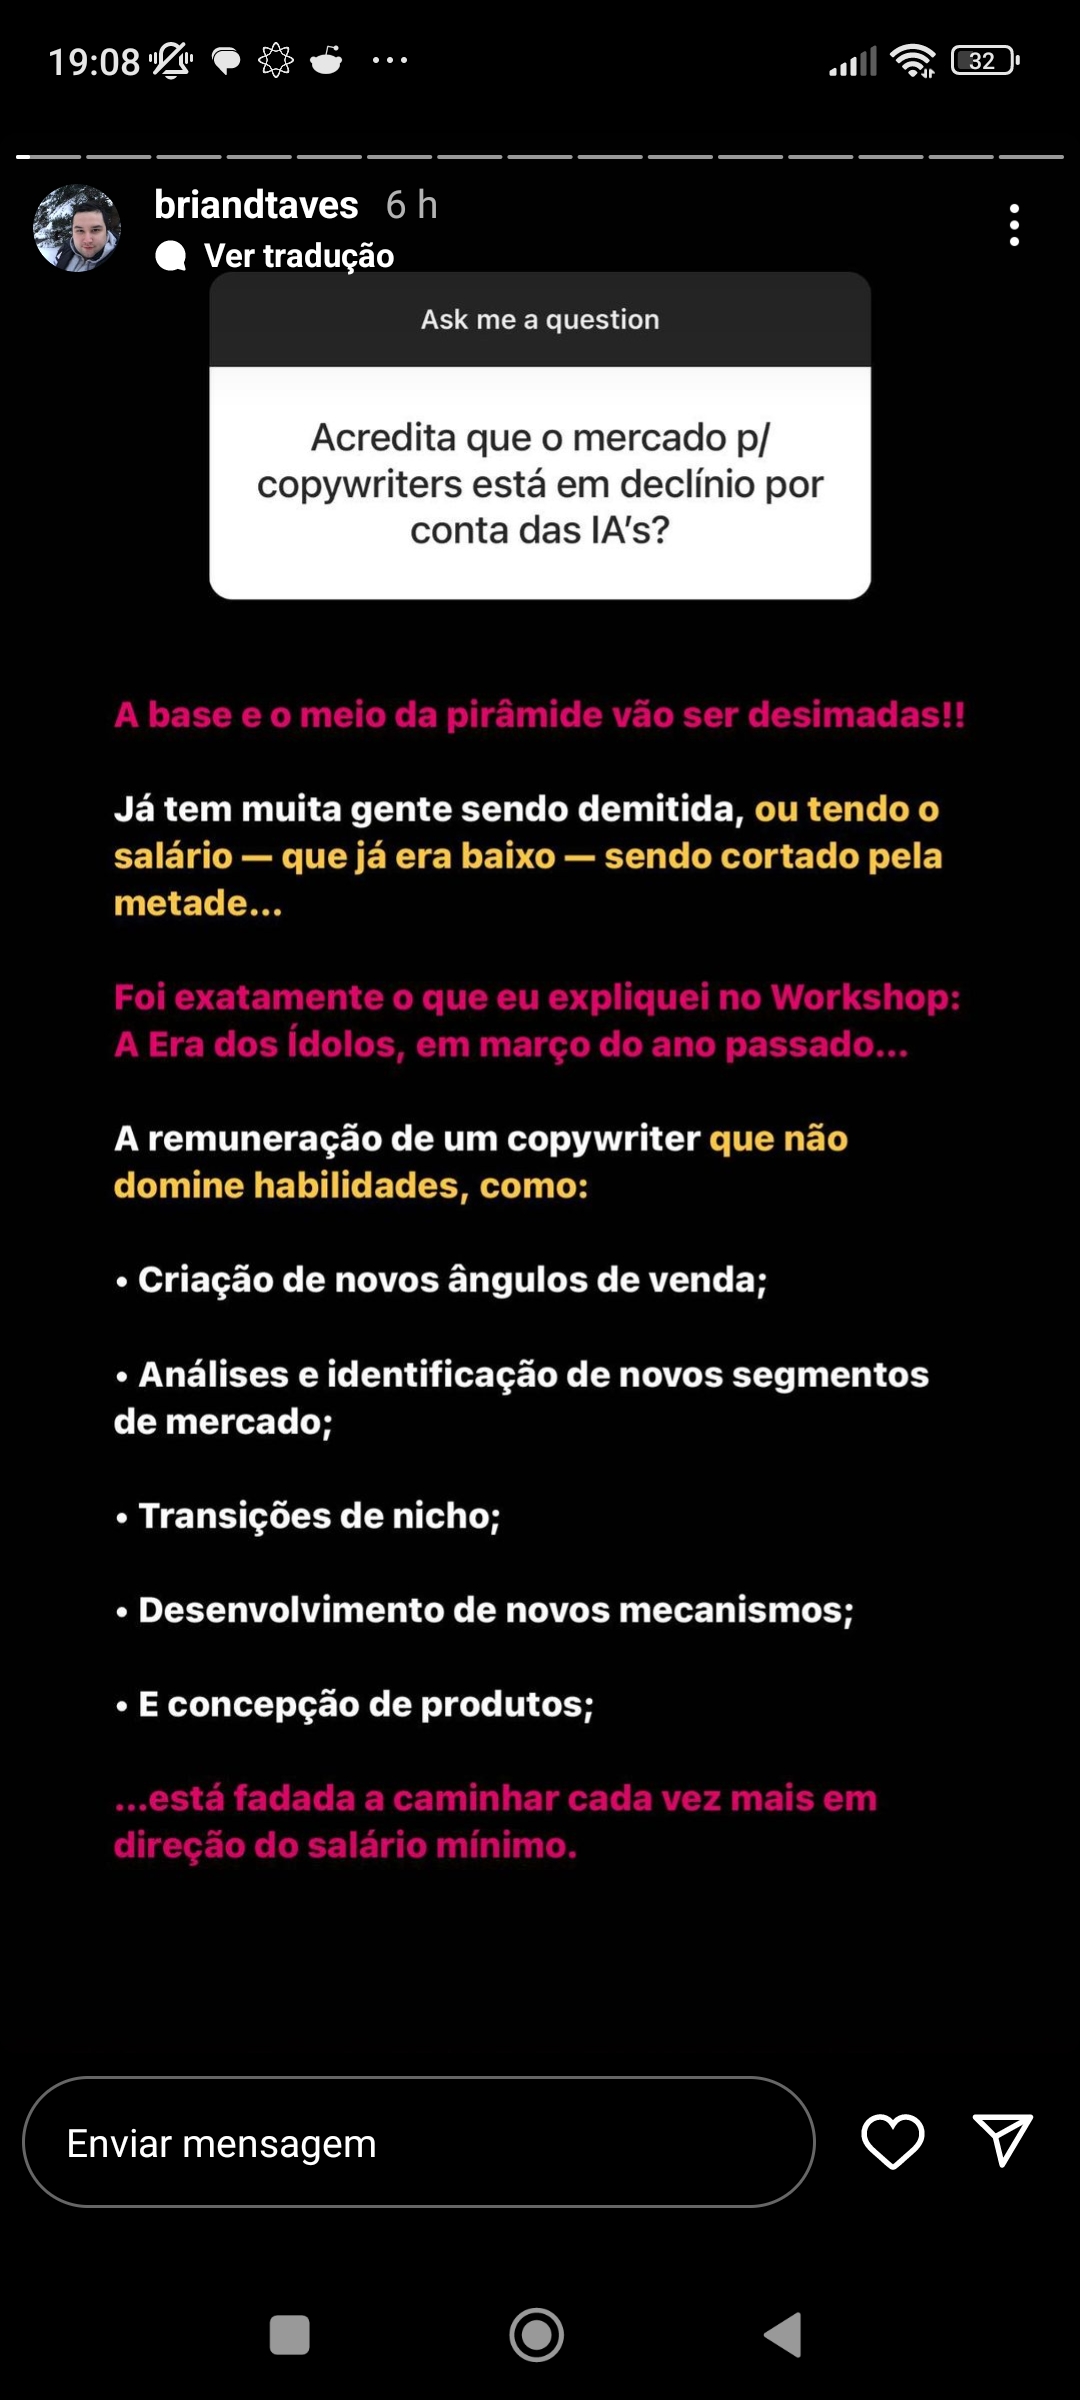 19:08
32
briandtaves 6 h
Ver tradução
Ask me a question
Acredita que o mercado p/
copywriters está em declínio por
conta das IA's?
A base e o meio da pirâmide vão ser desimadas!!
Já tem muita gente sendo demitida, ou tendo o
salário — que já era baixo — sendo cortado pela
metade...
Foi exatamente o que eu expliquei no Workshop:
A Era dos Ídolos, em março do ano passado...
A remuneração de um copywriter que não
domine habilidades, como:
• Criação de novos ângulos de venda;
• Análises e identificação de novos segmentos
de mercado;
• Transições de nicho;
• Desenvolvimento de novos mecanismos;
• E concepção de produtos;
...está fadada a caminhar cada vez mais em
direção do salário mínimo.
Enviar mensagem